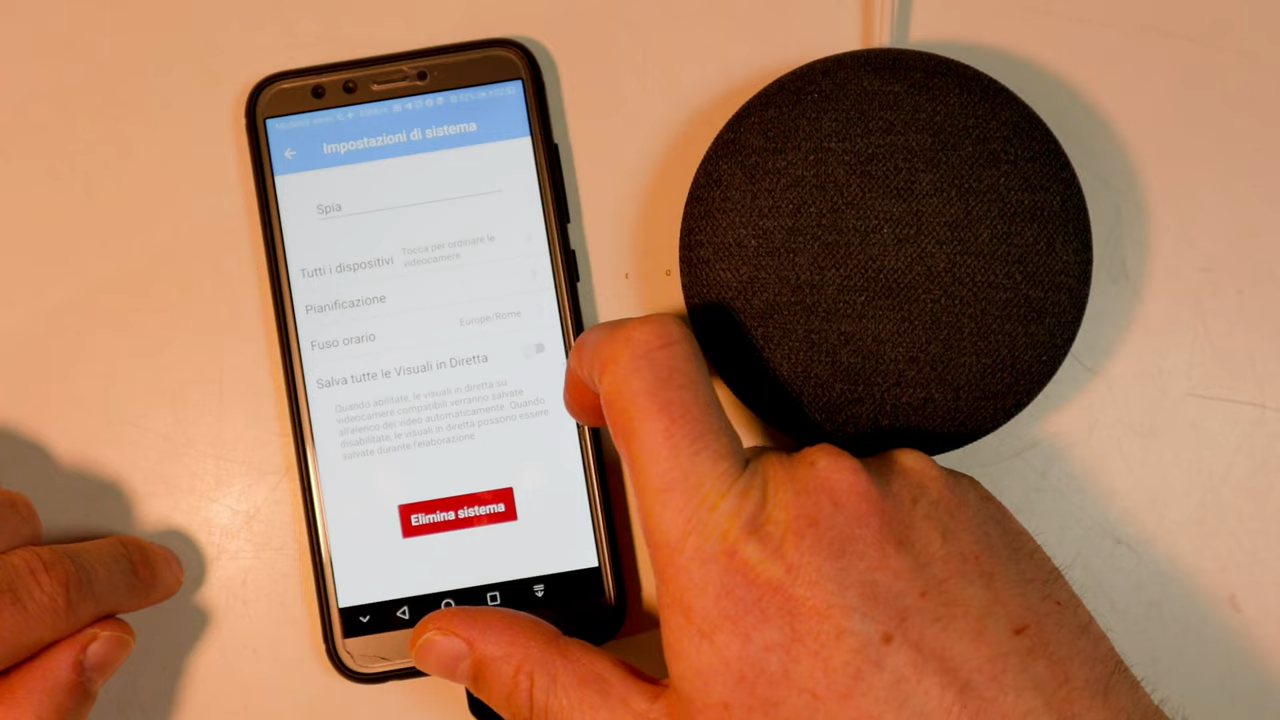 Impostazioni di sistema
Spia
Tutti i dispositivi
Tocca per ordinare le
videocamere
Pianificazione
Fuso orario
Europe/Rome
Salva tutte le Visuali in Diretta
Quando abilitate, le visuali in diretta su
videocamere compatibili verranno salvate
all'elenco dei video automaticamente. Quando
disabilitate, le visuali in diretta possono essere
salvate durante l'elaborazione
Elimina sistema